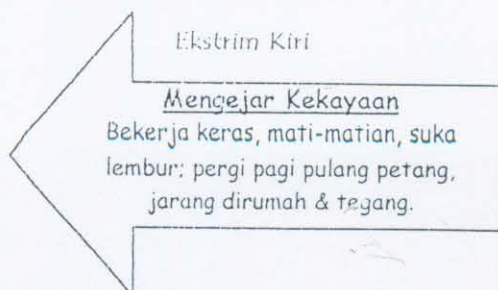 Ekstrim Kiri
Mengejar Kekayaan
Bekerja keras, mati-matian, suka
lembur; pergi pagi pulang petang,
jarang dirumah & tegang.